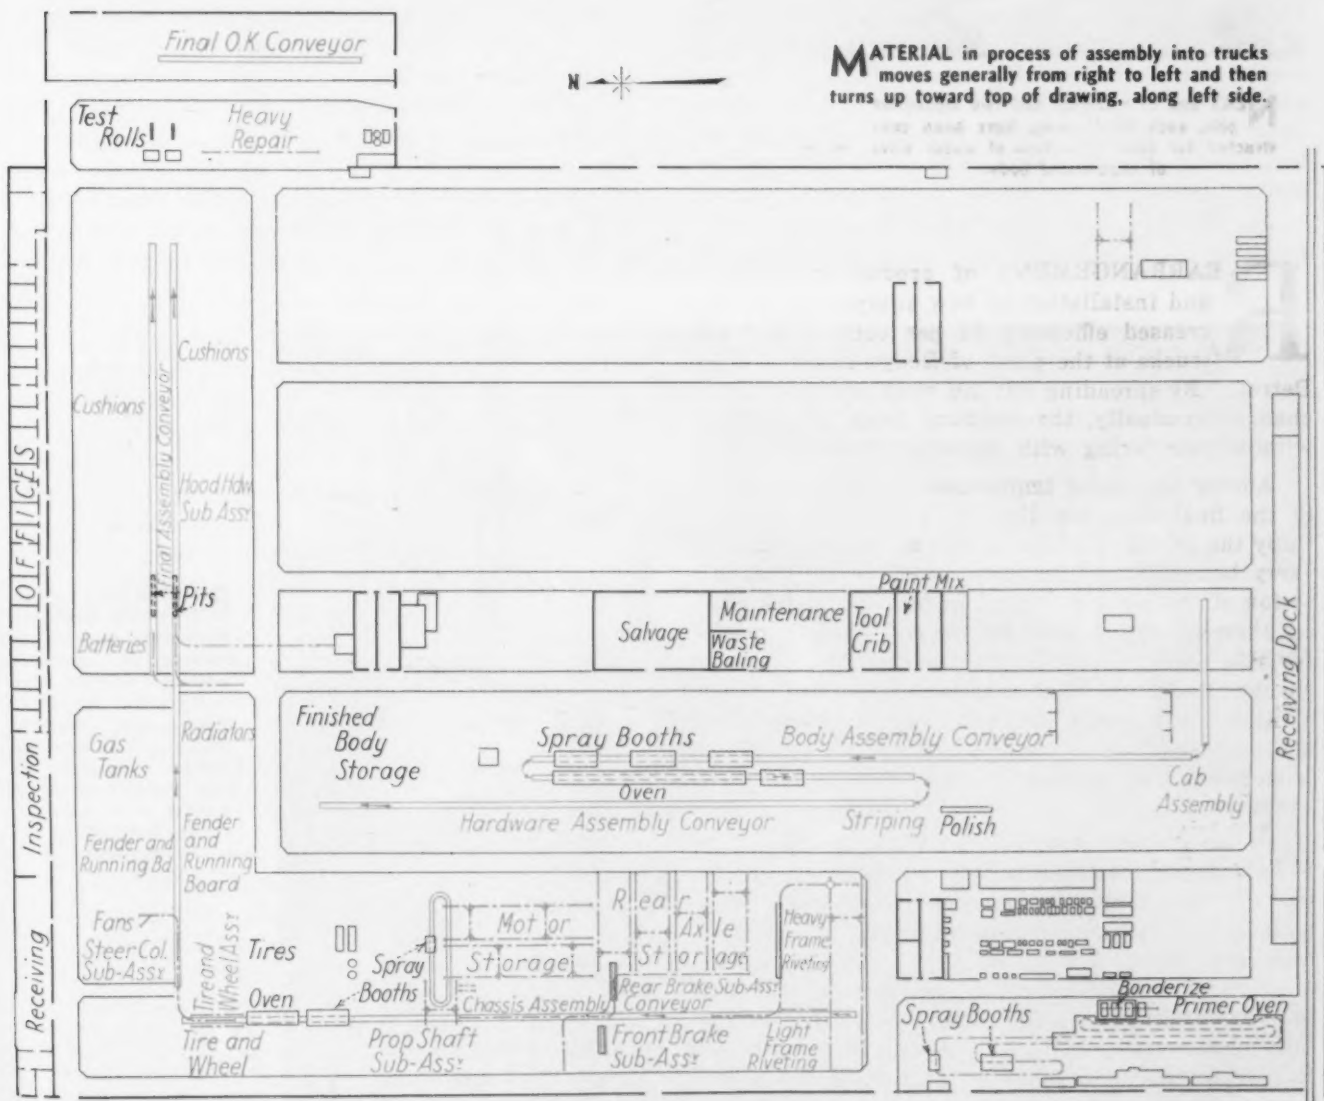 Final O.K. Conveyor
N
MATERIAL in process of assembly into trucks
moves generally from right to left and then
turns up toward top of drawing, along left side.
Test
Rolls
Heavy
Repair
Cushions
Cushions
Final Assembly Conveyor
Hood Hdw.
Sub Assy
OFFICES
Pits
Batteries
Paint Mix
Salvage
Maintenance
Waste
Baling
Tool
Crib
Receiving Dock
Inspection
Gas
Tanks
Radiators
Finished
Body
Storage
Spray Booths
Body Assembly Conveyor
Oven
Cab
Assembly
Hardware Assembly Conveyor
Striping
Polish
Fender and
Running Bd.
Fender
and
Running
Board
Receiving
Fans
Steer Col.
Sub-Assy
Tire and
Wheel Assy
Tires
Oven
Spray
Booths
Motor
Storage
Rear
Axle
Storage
Heavy
Frame
Riveting
Rear Brake Sub-Assy
Chassis Assembly Conveyor
Tire and
Wheel
Prop Shaft
Sub-Assy
Front Brake
Sub-Assy
Light
Frame
Riveting
Bonderize
Primer Oven
Spray Booths